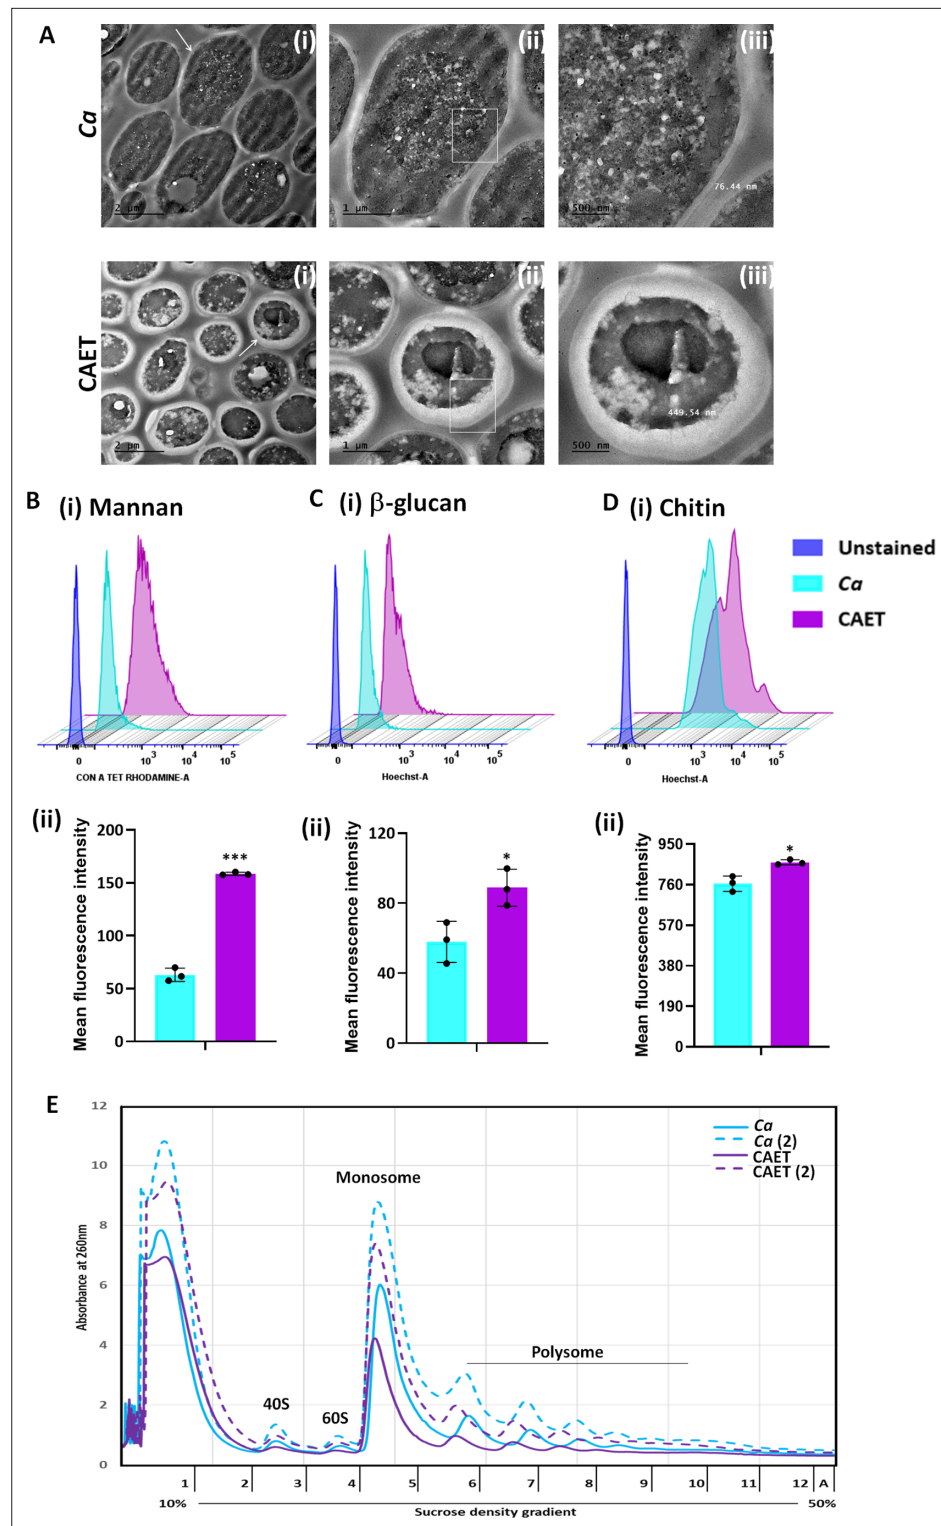 A
(i)
(ii)
(iii)
Ca
2 µm
1 µm
500 nm
76.44 nm
(i)
(ii)
(iii)
CAET
2 µm
1 µm
500 nm
449.54 nm
B (i) Mannan
C (i) β-glucan
D (i) Chitin
Unstained
Ca
CAET
0 10³ 10⁴ 10⁵
CON A TET RHODAMINE-A
0 10³ 10⁴ 10⁵
Hoechst-A
0 10³ 10⁴ 10⁵
Hoechst-A
(ii)
Mean fluorescence intensity
200
150
100
50
0
***
(ii)
Mean fluorescence intensity
120
80
40
0
*
(ii)
Mean fluorescence intensity
950
760
570
380
190
0
*
E
Absorbance at 260nm
12
10
8
6
4
2
0
Ca
Ca (2)
CAET
CAET (2)
Monosome
Polysome
40S
60S
1 2 3 4 5 6 7 8 9 10 11 12 A
10% Sucrose density gradient 50%